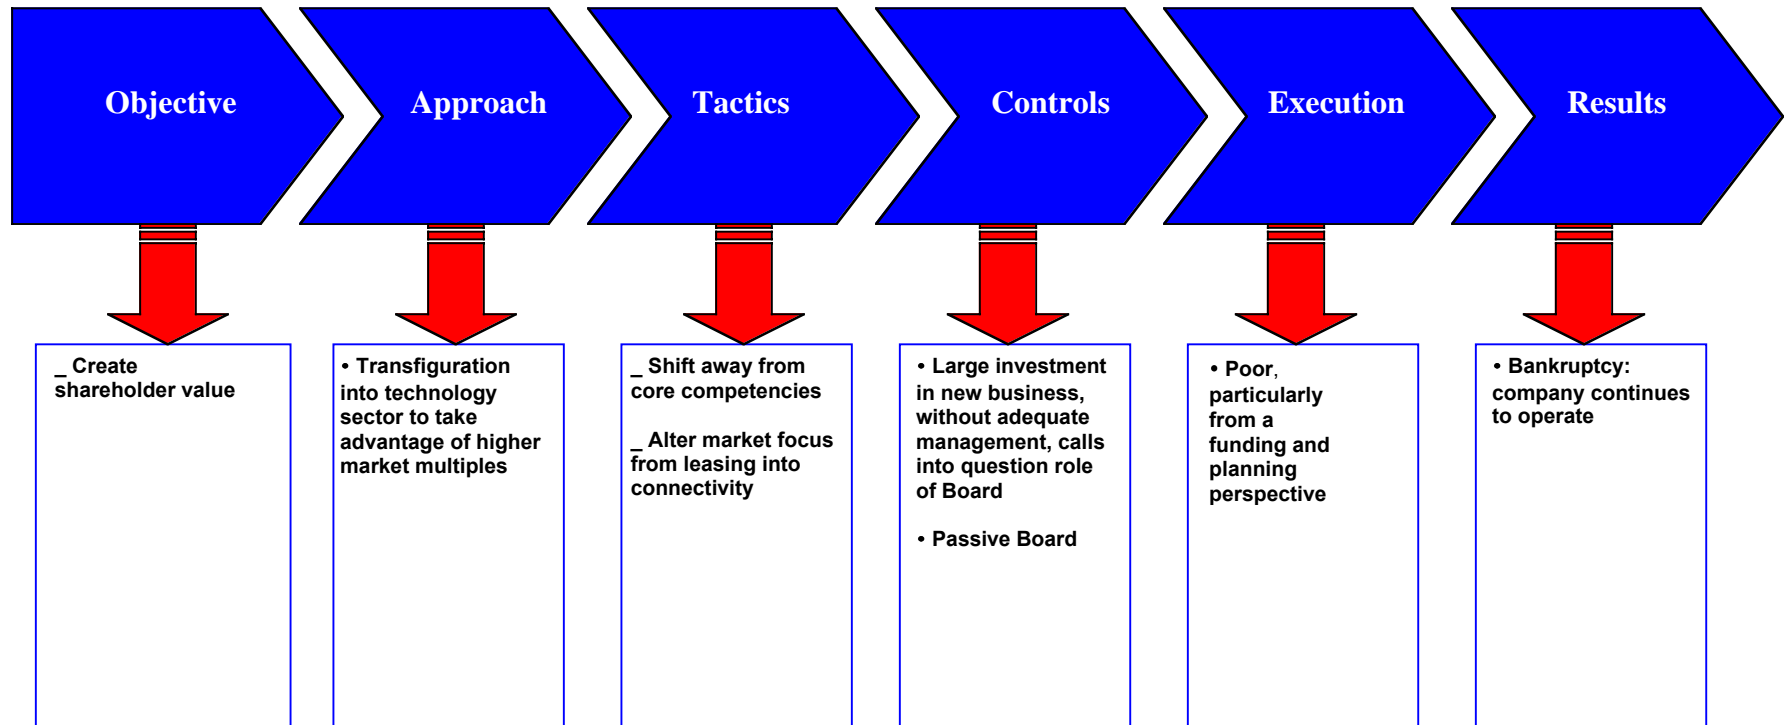 Objective
Approach
Tactics
Controls
Execution
Results
_ Create
shareholder value
• Transfiguration
into technology
sector to take
advantage of higher
market multiples
_ Shift away from
core competencies
_ Alter market focus
from leasing into
connectivity
• Large investment
in new business,
without adequate
management, calls
into question role
of Board
• Passive Board
• Poor,
particularly
from a
funding and
planning
perspective
• Bankruptcy:
company continues
to operate